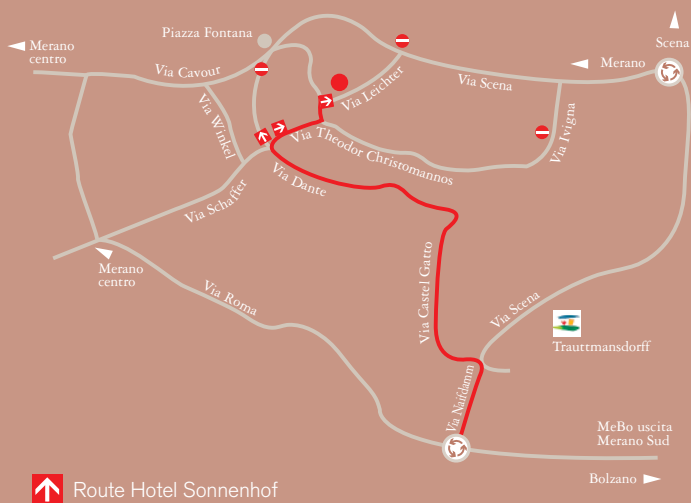 Piazza Fontana
Scena
Merano
centro
Via Cavour
Merano
Via Scena
Via Leichter
Via Winkel
Via Theodor Christomannos
Via Ivigna
Via Dante
Via Schaffer
Merano
centro
Via Roma
Via Castel Gatto
Via Scena
Trauttmansdorff
Via Naifdamm
MeBo uscita
Merano Sud
Bolzano
Route Hotel Sonnenhof